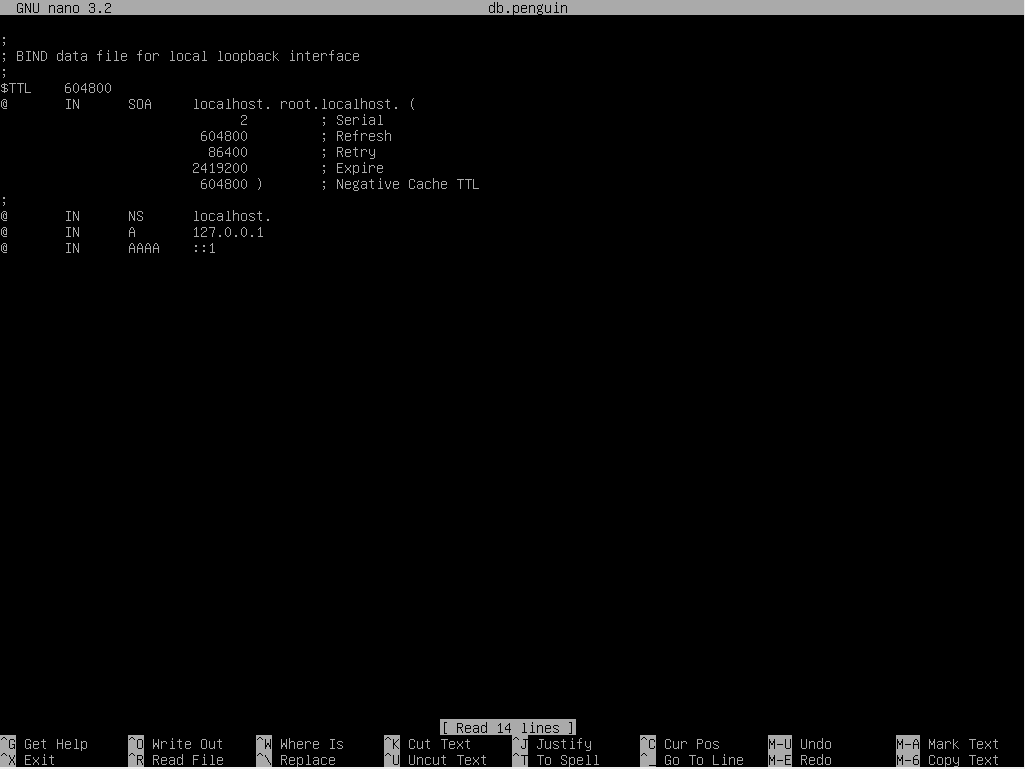 GNU nano 3.2 db.penguin
;
; BIND data file for local loopback interface
;
$TTL 604800
@ IN SOA localhost. root.localhost. (
2 ; Serial
604800 ; Refresh
86400 ; Retry
2419200 ; Expire
604800 ) ; Negative Cache TTL
;
@ IN NS localhost.
@ IN A 127.0.0.1
@ IN AAAA ::1
[ Read 14 lines ]
^G Get Help ^O Write Out ^W Where Is ^K Cut Text ^J Justify ^C Cur Pos M-U Undo M-A Mark Text
^X Exit ^R Read File ^\ Replace ^U Uncut Text ^T To Spell ^_ Go To Line M-E Redo M-6 Copy Text